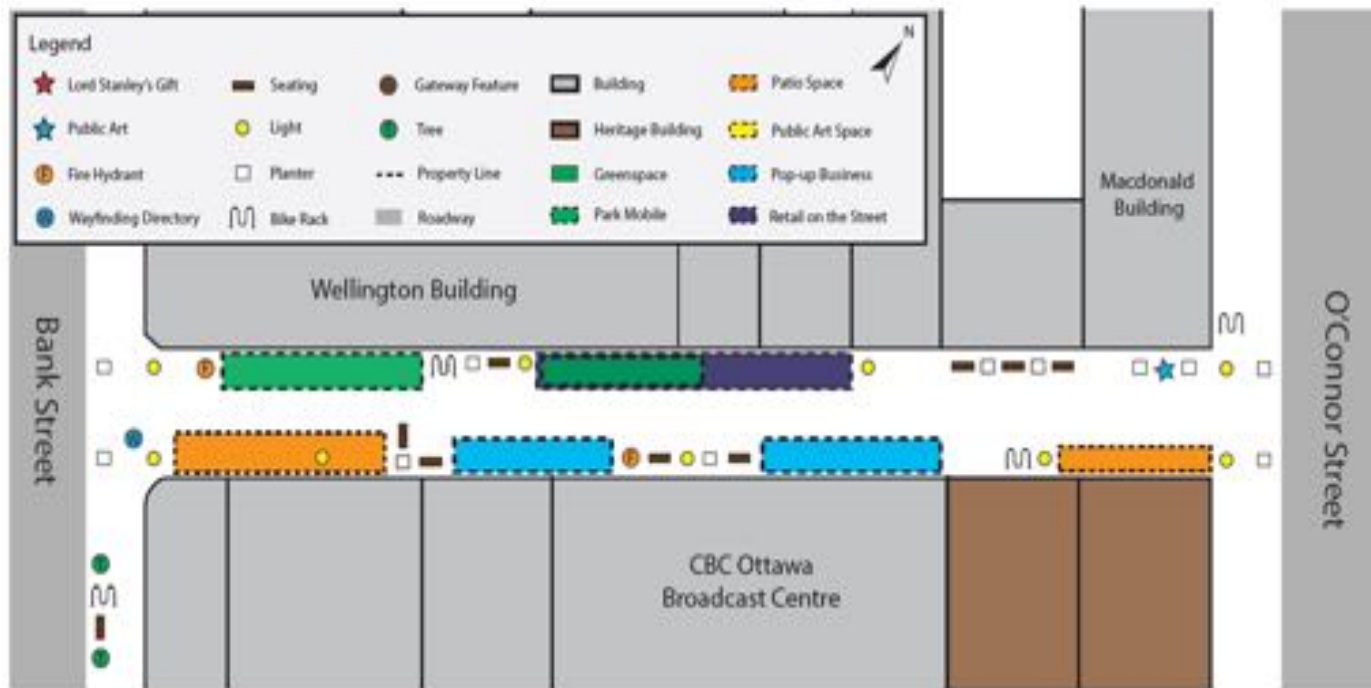 Legend
N
Lord Stanley's Gift
Seating
Gateway Feature
Building
Patio Space
Public Art
Light
Tree
Heritage Building
Public Art Space
Fire Hydrant
Planter
Property Line
Greenspace
Pop-up Business
Wayfinding Directory
Bike Rack
Roadway
Park Mobile
Retail on the Street
F
W
Macdonald
Building
Wellington Building
Bank Street
O'Connor Street
F
W
F
CBC Ottawa
Broadcast Centre
T
T